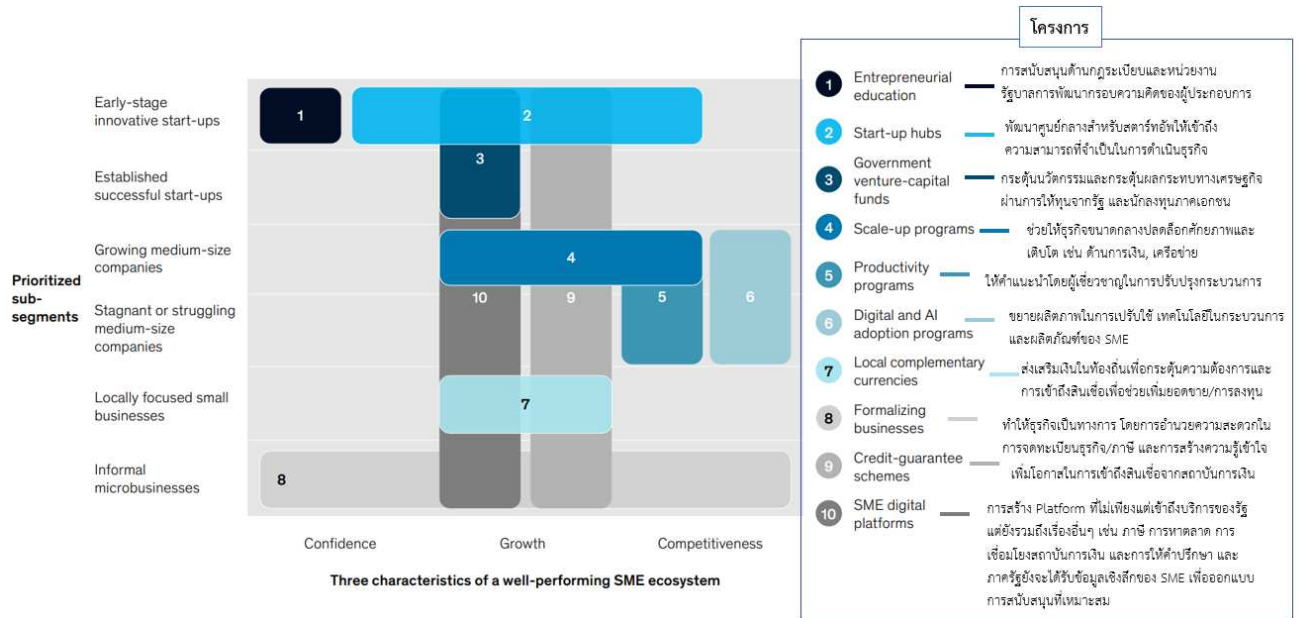 โครงการ
Early-stage
innovative start-ups
Established
successful start-ups
Growing medium-size
companies
Prioritized
sub-
segments
Stagnant or struggling
medium-size
companies
Locally focused small
businesses
Informal
microbusinesses
1
2
3
4
10
9
5
6
7
8
Confidence
Growth
Competitiveness
Three characteristics of a well-performing SME ecosystem
1
Entrepreneurial
education
การสนับสนุนด้านกฎระเบียบและหน่วยงาน
รัฐบาลการพัฒนากรอบความคิดของผู้ประกอบการ
2
Start-up hubs
พัฒนาศูนย์กลางสำหรับสตาร์ทอัพให้เข้าถึง
ความสามารถที่จำเป็นในการดำเนินธุรกิจ
3
Government
venture-capital
funds
กระตุ้นนวัตกรรมและกระตุ้นผลกระทบทางเศรษฐกิจ
ผ่านการให้ทุนจากรัฐ และนักลงทุนภาคเอกชน
4
Scale-up programs
ช่วยให้ธุรกิจขนาดกลางปลดล็อกศักยภาพและ
เติบโต เช่น ด้านการเงิน, เครือข่าย
5
Productivity
programs
ให้คำแนะนำโดยผู้เชี่ยวชาญในการปรับปรุงกระบวนการ
6
Digital and AI
adoption programs
ขยายผลิตภาพในการเปรับใช้ เทคโนโลยีในกระบวนการ
และผลิตภัณฑ์ของ SME
7
Local complementary
currencies
ส่งเสริมเงินในท้องถิ่นเพื่อกระตุ้นความต้องการและ
การเข้าถึงสินเชื่อเพื่อช่วยเพิ่มยอดขาย/การลงทุน
8
Formalizing
businesses
ทำให้ธุรกิจเป็นทางการ โดยการอำนวยความสะดวกใน
การจดทะเบียนธุรกิจ/ภาษี และการสร้างความรู้เข้าใจ
9
Credit-guarantee
schemes
เพิ่มโอกาสในการเข้าถึงสินเชื่อจากสถาบันการเงิน
10
SME digital
platforms
การสร้าง Platform ที่ไม่เพียงแต่เข้าถึงบริการของรัฐ
แต่ยังรวมถึงเรื่องอื่นๆ เช่น ภาษี การหาตลาด การ
เชื่อมโยงสถาบันการเงิน และการให้คำปรึกษา และ
ภาครัฐยังจะได้รับข้อมูลเชิงลึกของ SME เพื่อออกแบบ
การสนับสนุนที่เหมาะสม